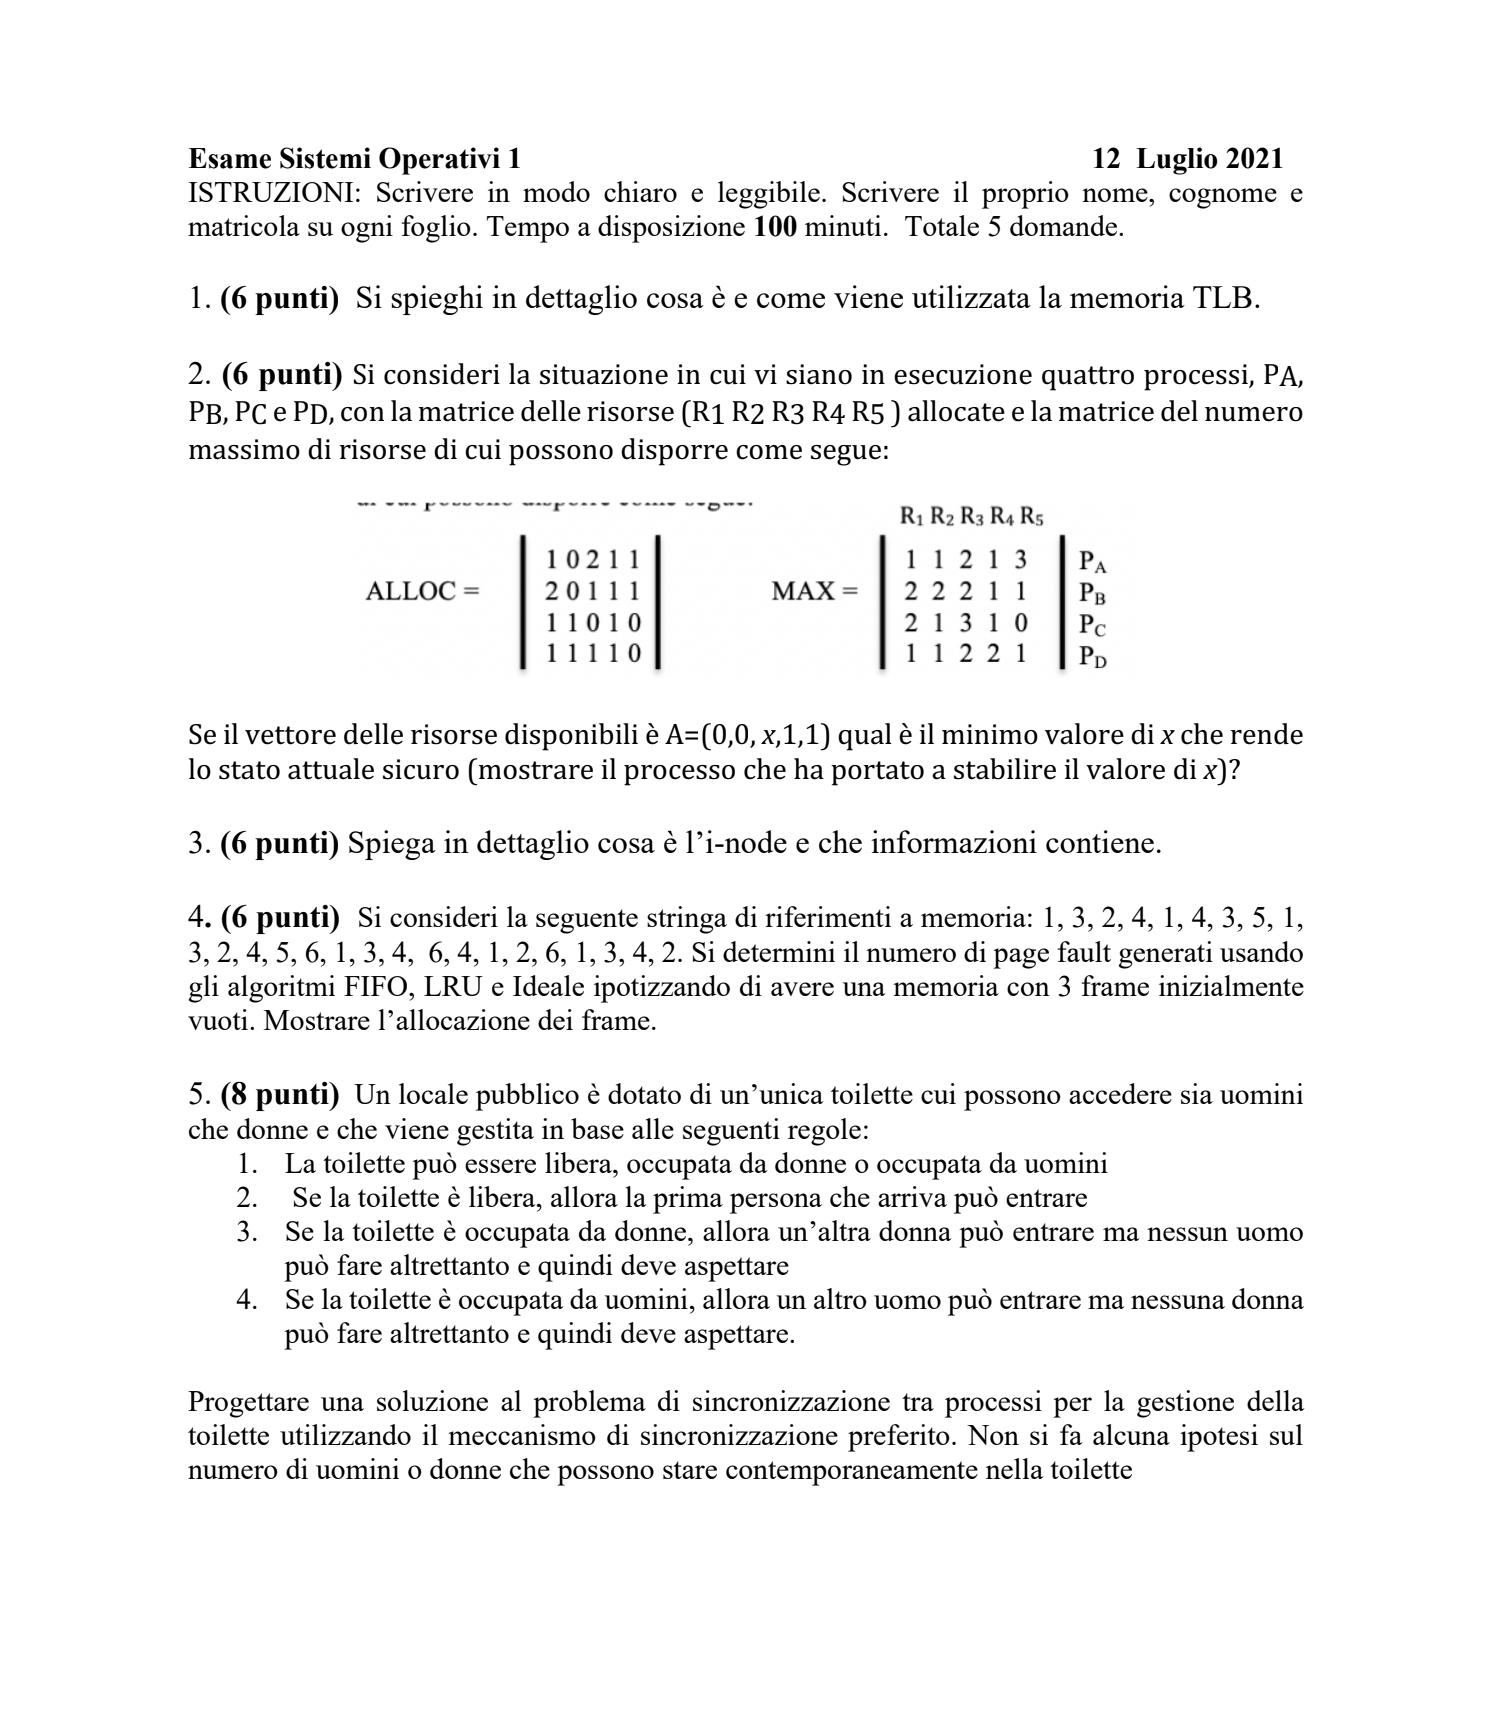 Esame Sistemi Operativi 1 12 Luglio 2021
ISTRUZIONI: Scrivere in modo chiaro e leggibile. Scrivere il proprio nome, cognome e
matricola su ogni foglio. Tempo a disposizione 100 minuti. Totale 5 domande.
1. (6 punti) Si spieghi in dettaglio cosa è e come viene utilizzata la memoria TLB.
2. (6 punti) Si consideri la situazione in cui vi siano in esecuzione quattro processi, PA,
PB, PC e PD, con la matrice delle risorse (R1 R2 R3 R4 R5 ) allocate e la matrice del numero
massimo di risorse di cui possono disporre come segue:
di cui possono disporre come segue:
R1 R2 R3 R4 R5
1 0 2 1 1 1 1 2 1 3 PA
ALLOC = 2 0 1 1 1 MAX = 2 2 2 1 1 PB
1 1 0 1 0 2 1 3 1 0 PC
1 1 1 1 0 1 1 2 2 1 PD
Se il vettore delle risorse disponibili è A=(0,0, x,1,1) qual è il minimo valore di x che rende
lo stato attuale sicuro (mostrare il processo che ha portato a stabilire il valore di x)?
3. (6 punti) Spiega in dettaglio cosa è l’i-node e che informazioni contiene.
4. (6 punti) Si consideri la seguente stringa di riferimenti a memoria: 1, 3, 2, 4, 1, 4, 3, 5, 1,
3, 2, 4, 5, 6, 1, 3, 4, 6, 4, 1, 2, 6, 1, 3, 4, 2. Si determini il numero di page fault generati usando
gli algoritmi FIFO, LRU e Ideale ipotizzando di avere una memoria con 3 frame inizialmente
vuoti. Mostrare l’allocazione dei frame.
5. (8 punti) Un locale pubblico è dotato di un’unica toilette cui possono accedere sia uomini
che donne e che viene gestita in base alle seguenti regole:
1. La toilette può essere libera, occupata da donne o occupata da uomini
2. Se la toilette è libera, allora la prima persona che arriva può entrare
3. Se la toilette è occupata da donne, allora un’altra donna può entrare ma nessun uomo
può fare altrettanto e quindi deve aspettare
4. Se la toilette è occupata da uomini, allora un altro uomo può entrare ma nessuna donna
può fare altrettanto e quindi deve aspettare.
Progettare una soluzione al problema di sincronizzazione tra processi per la gestione della
toilette utilizzando il meccanismo di sincronizzazione preferito. Non si fa alcuna ipotesi sul
numero di uomini o donne che possono stare contemporaneamente nella toilette